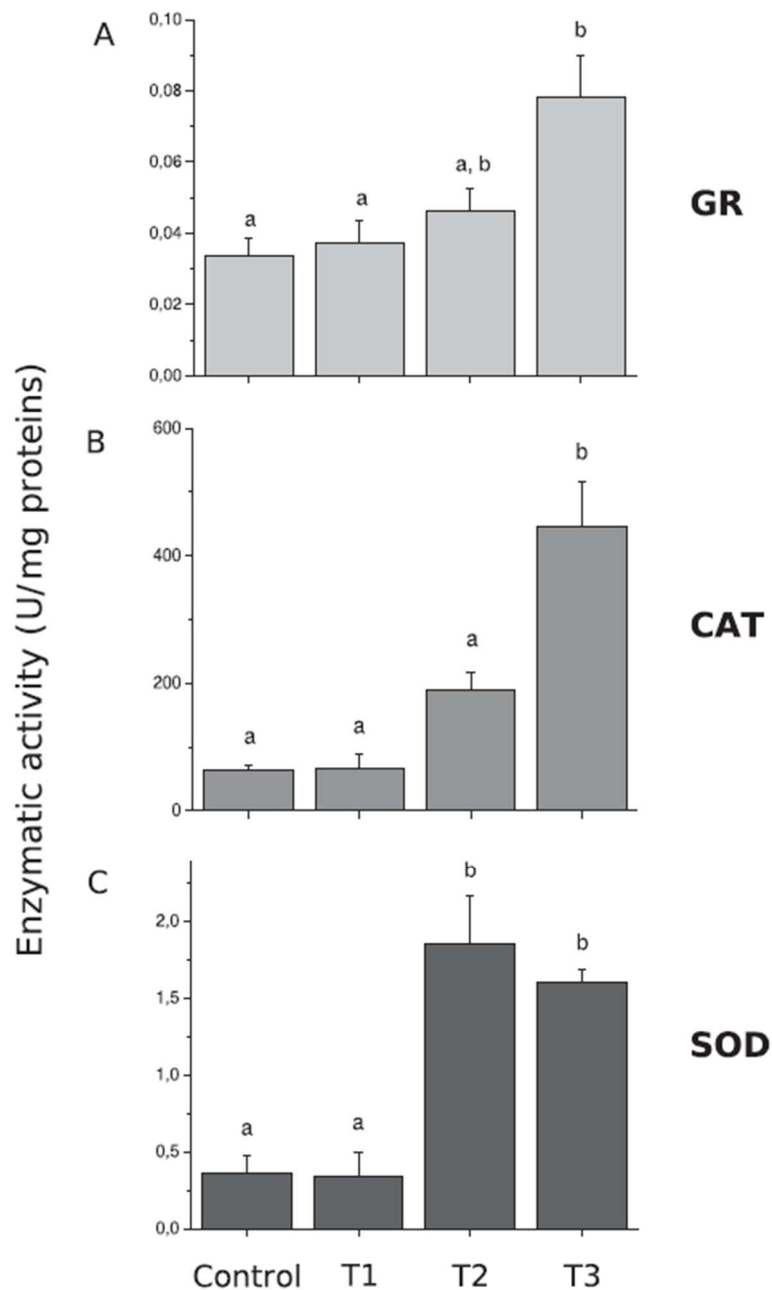 Enzymatic activity (U/mg proteins)
A
0,10
0,08
0,06
0,04
0,02
0,00
a
a
a, b
b
GR
B
600
400
200
0
a
a
a
b
CAT
C
2,0
1,5
1,0
0,5
0,0
a
a
b
b
SOD
Control T1 T2 T3